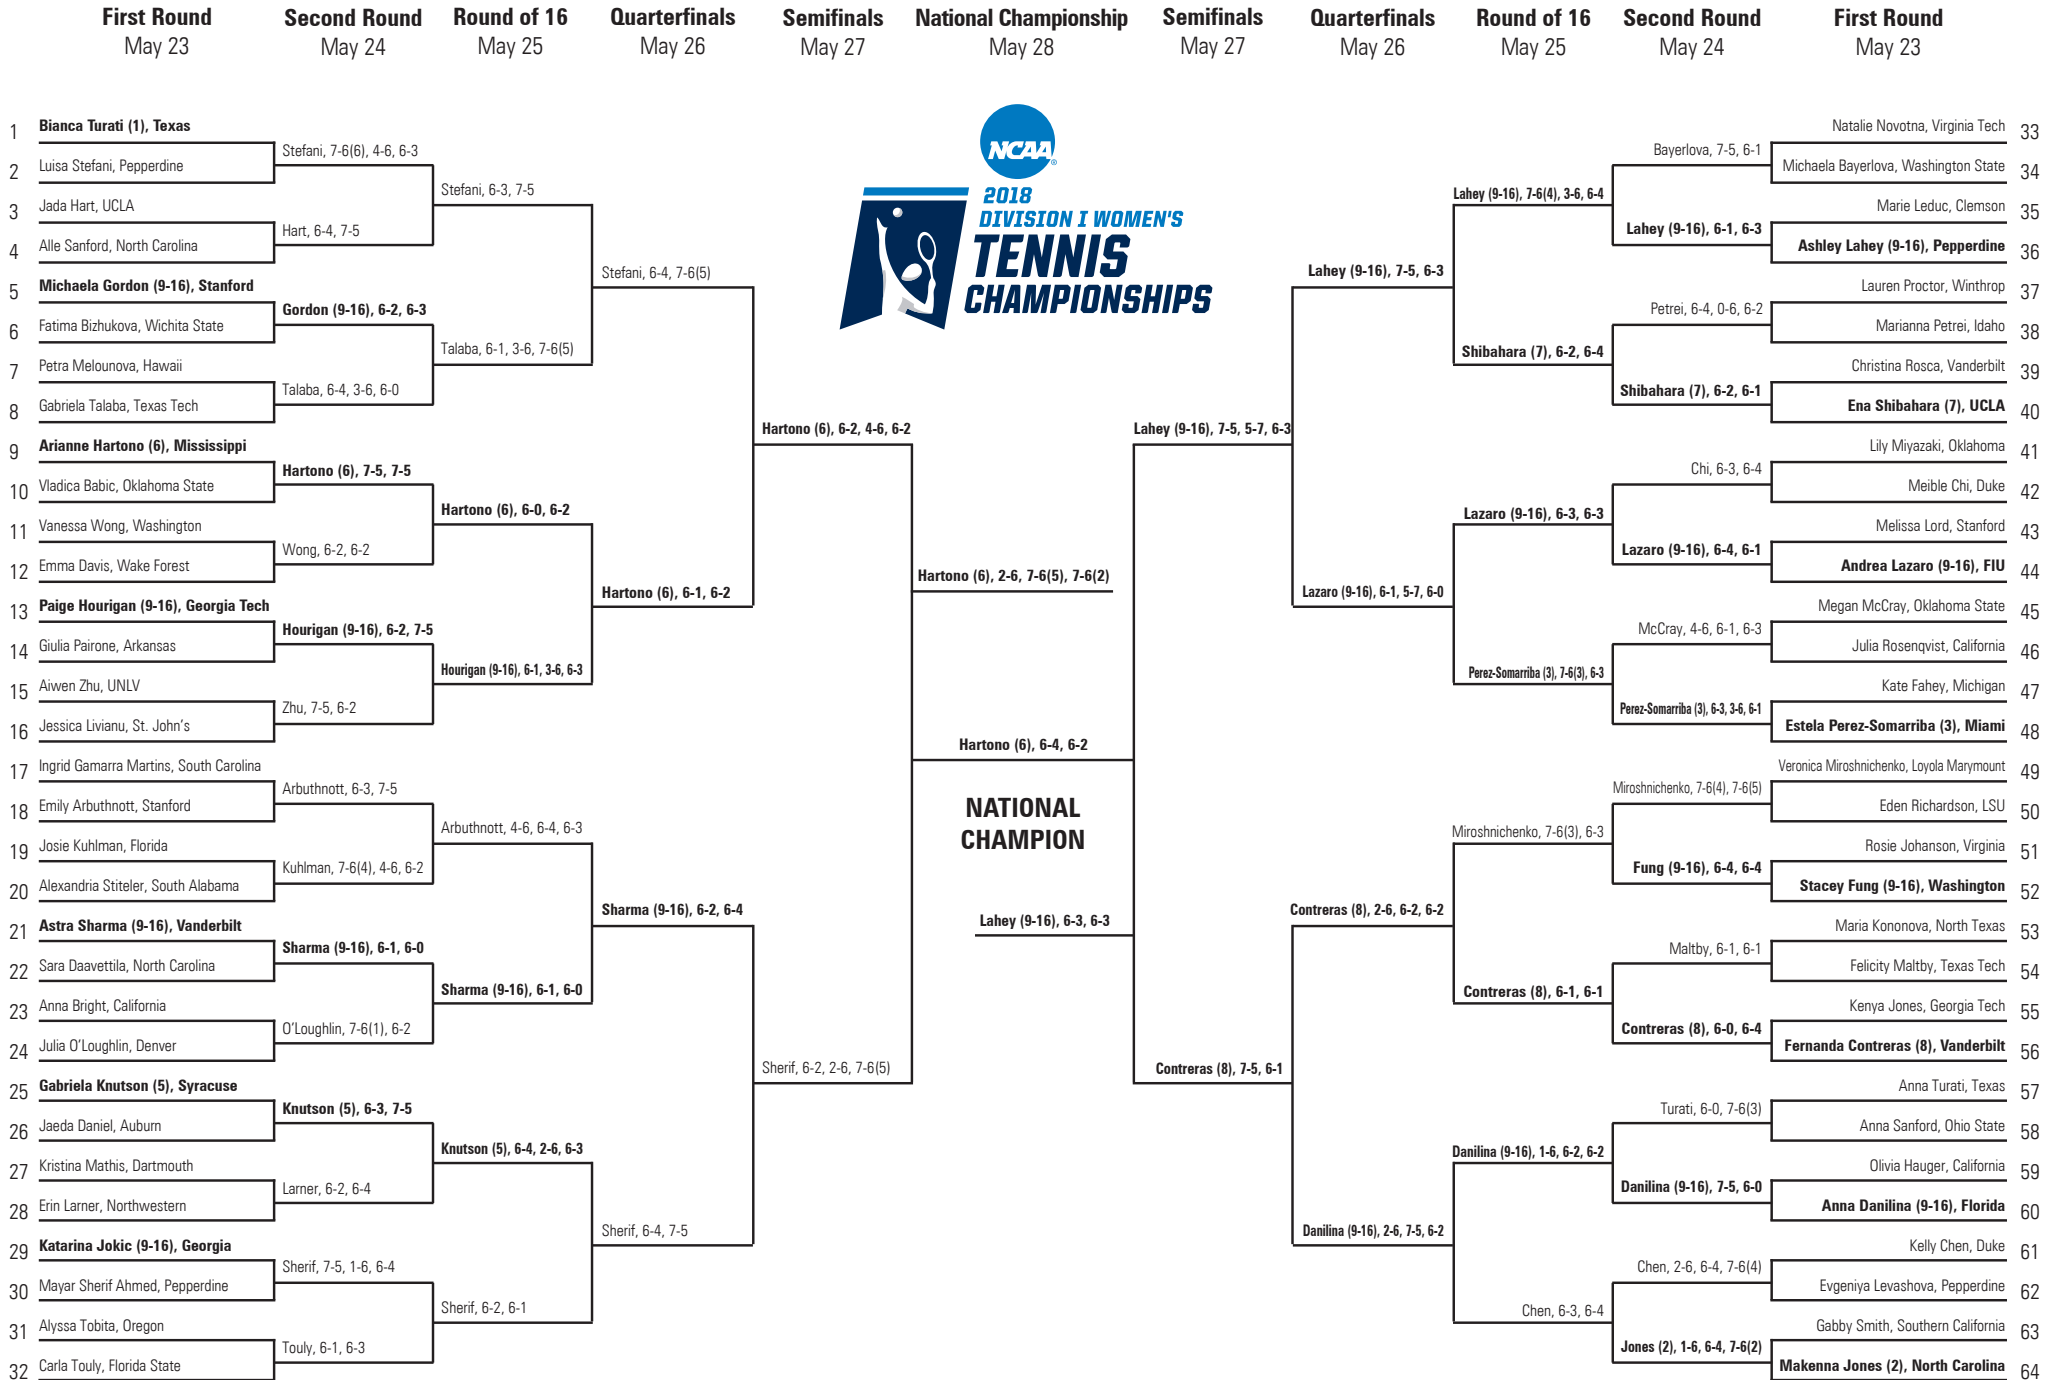 First Round
May 23
Second Round
May 24
Round of 16
May 25
Quarterfinals
May 26
Semifinals
May 27
National Championship
May 28
Semifinals
May 27
Quarterfinals
May 26
Round of 16
May 25
Second Round
May 24
First Round
May 23
NCAA®
2018
DIVISION I WOMEN'S
TENNIS
CHAMPIONSHIPS
1 Bianca Turati (1), Texas
2 Luisa Stefani, Pepperdine
3 Jada Hart, UCLA
4 Alle Sanford, North Carolina
5 Michaela Gordon (9-16), Stanford
6 Fatima Bizhukova, Wichita State
7 Petra Melounova, Hawaii
8 Gabriela Talaba, Texas Tech
9 Arianne Hartono (6), Mississippi
10 Vladica Babic, Oklahoma State
11 Vanessa Wong, Washington
12 Emma Davis, Wake Forest
13 Paige Hourigan (9-16), Georgia Tech
14 Giulia Pairone, Arkansas
15 Aiwen Zhu, UNLV
16 Jessica Livianu, St. John's
17 Ingrid Gamarra Martins, South Carolina
18 Emily Arbuthnott, Stanford
19 Josie Kuhlman, Florida
20 Alexandria Stiteler, South Alabama
21 Astra Sharma (9-16), Vanderbilt
22 Sara Daavettila, North Carolina
23 Anna Bright, California
24 Julia O'Loughlin, Denver
25 Gabriela Knutson (5), Syracuse
26 Jaeda Daniel, Auburn
27 Kristina Mathis, Dartmouth
28 Erin Larner, Northwestern
29 Katarina Jokic (9-16), Georgia
30 Mayar Sherif Ahmed, Pepperdine
31 Alyssa Tobita, Oregon
32 Carla Touly, Florida State
Stefani, 7-6(6), 4-6, 6-3
Hart, 6-4, 7-5
Gordon (9-16), 6-2, 6-3
Talaba, 6-4, 3-6, 6-0
Hartono (6), 7-5, 7-5
Wong, 6-2, 6-2
Hourigan (9-16), 6-2, 7-5
Zhu, 7-5, 6-2
Arbuthnott, 6-3, 7-5
Kuhlman, 7-6(4), 4-6, 6-2
Sharma (9-16), 6-1, 6-0
O'Loughlin, 7-6(1), 6-2
Knutson (5), 6-3, 7-5
Larner, 6-2, 6-4
Sherif, 7-5, 1-6, 6-4
Touly, 6-1, 6-3
Stefani, 6-3, 7-5
Talaba, 6-1, 3-6, 7-6(5)
Hartono (6), 6-0, 6-2
Hourigan (9-16), 6-1, 3-6, 6-3
Arbuthnott, 4-6, 6-4, 6-3
Sharma (9-16), 6-1, 6-0
Knutson (5), 6-4, 2-6, 6-3
Sherif, 6-2, 6-1
Stefani, 6-4, 7-6(5)
Hartono (6), 6-1, 6-2
Sharma (9-16), 6-2, 6-4
Sherif, 6-4, 7-5
Hartono (6), 6-2, 4-6, 6-2
Sherif, 6-2, 2-6, 7-6(5)
Hartono (6), 2-6, 7-6(5), 7-6(2)
Hartono (6), 6-4, 6-2
NATIONAL
CHAMPION
Lahey (9-16), 6-3, 6-3
Lahey (9-16), 7-5, 5-7, 6-3
Contreras (8), 7-5, 6-1
Lahey (9-16), 7-5, 6-3
Lazaro (9-16), 6-1, 5-7, 6-0
Contreras (8), 2-6, 6-2, 6-2
Danilina (9-16), 2-6, 7-5, 6-2
Lahey (9-16), 7-6(4), 3-6, 6-4
Shibahara (7), 6-2, 6-4
Lazaro (9-16), 6-3, 6-3
Perez-Somarriba (3), 7-6(3), 6-3
Miroshnichenko, 7-6(3), 6-3
Contreras (8), 6-1, 6-1
Danilina (9-16), 1-6, 6-2, 6-2
Chen, 6-3, 6-4
Bayerlova, 7-5, 6-1
Lahey (9-16), 6-1, 6-3
Petrei, 6-4, 0-6, 6-2
Shibahara (7), 6-2, 6-1
Chi, 6-3, 6-4
Lazaro (9-16), 6-4, 6-1
McCray, 4-6, 6-1, 6-3
Perez-Somarriba (3), 6-3, 3-6, 6-1
Miroshnichenko, 7-6(4), 7-6(5)
Fung (9-16), 6-4, 6-4
Maltby, 6-1, 6-1
Contreras (8), 6-0, 6-4
Turati, 6-0, 7-6(3)
Danilina (9-16), 7-5, 6-0
Chen, 2-6, 6-4, 7-6(4)
Jones (2), 1-6, 6-4, 7-6(2)
Natalie Novotna, Virginia Tech 33
Michaela Bayerlova, Washington State 34
Marie Leduc, Clemson 35
Ashley Lahey (9-16), Pepperdine 36
Lauren Proctor, Winthrop 37
Marianna Petrei, Idaho 38
Christina Rosca, Vanderbilt 39
Ena Shibahara (7), UCLA 40
Lily Miyazaki, Oklahoma 41
Meible Chi, Duke 42
Melissa Lord, Stanford 43
Andrea Lazaro (9-16), FIU 44
Megan McCray, Oklahoma State 45
Julia Rosenqvist, California 46
Kate Fahey, Michigan 47
Estela Perez-Somarriba (3), Miami 48
Veronica Miroshnichenko, Loyola Marymount 49
Eden Richardson, LSU 50
Rosie Johanson, Virginia 51
Stacey Fung (9-16), Washington 52
Maria Kononova, North Texas 53
Felicity Maltby, Texas Tech 54
Kenya Jones, Georgia Tech 55
Fernanda Contreras (8), Vanderbilt 56
Anna Turati, Texas 57
Anna Sanford, Ohio State 58
Olivia Hauger, California 59
Anna Danilina (9-16), Florida 60
Kelly Chen, Duke 61
Evgeniya Levashova, Pepperdine 62
Gabby Smith, Southern California 63
Makenna Jones (2), North Carolina 64